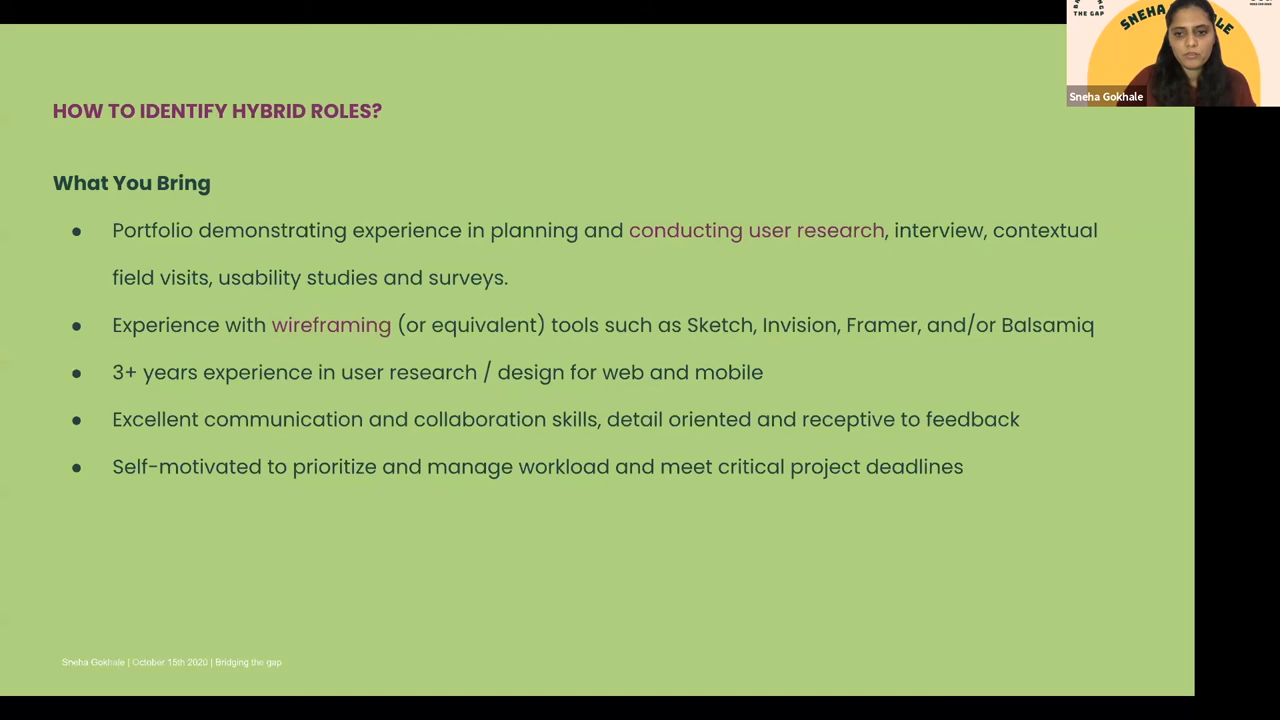 THE GAP
SNEHA
LE
Sneha Gokhale
HOW TO IDENTIFY HYBRID ROLES?
What You Bring
● Portfolio demonstrating experience in planning and conducting user research, interview, contextual
field visits, usability studies and surveys.
● Experience with wireframing (or equivalent) tools such as Sketch, Invision, Framer, and/or Balsamiq
● 3+ years experience in user research / design for web and mobile
● Excellent communication and collaboration skills, detail oriented and receptive to feedback
● Self-motivated to prioritize and manage workload and meet critical project deadlines
Sneha Gokhale | October 15th 2020 | Bridging the gap